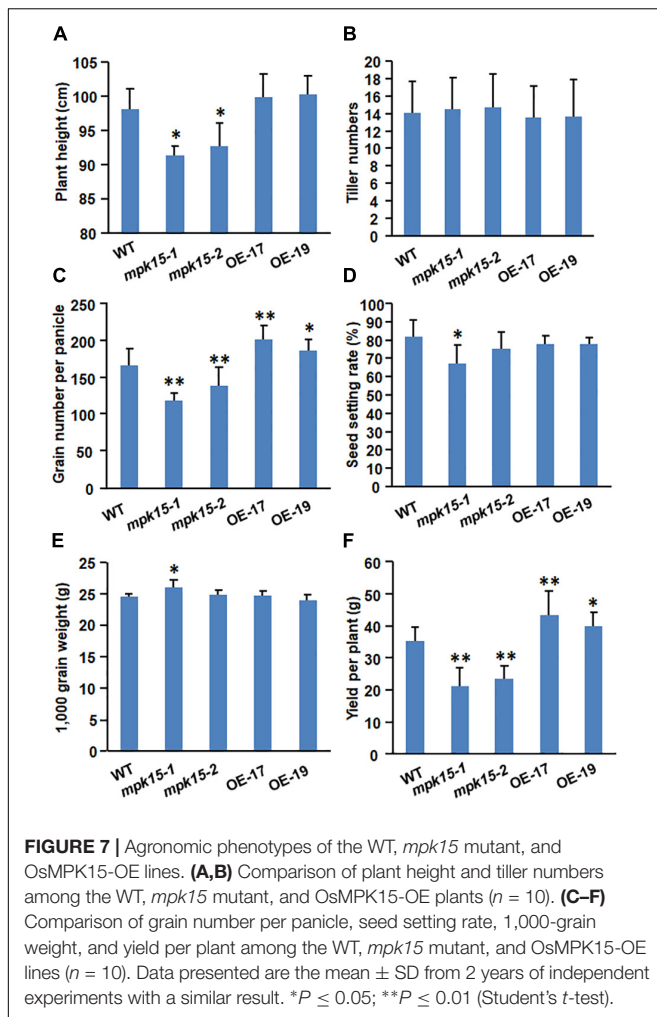 A
B
Plant height (cm)
105
100
95
90
85
80
*
*
WT
mpk15-1
mpk15-2
OE-17
OE-19
Tiller numbers
20
18
16
14
12
10
8
6
4
2
0
WT
mpk15-1
mpk15-2
OE-17
OE-19
C
D
Grain number per panicle
250
200
150
100
50
0
**
**
**
*
WT
mpk15-1
mpk15-2
OE-17
OE-19
Seed setting rate (%)
100
90
80
70
60
50
40
30
20
10
0
*
WT
mpk15-1
mpk15-2
OE-17
OE-19
E
F
1,000 grain weight (g)
25
25
20
15
10
5
0
*
WT
mpk15-1
mpk15-2
OE-17
OE-19
Yield per plant (g)
60
50
40
30
20
10
0
**
**
**
*
WT
mpk15-1
mpk15-2
OE-17
OE-19
FIGURE 7 | Agronomic phenotypes of the WT, mpk15 mutant, and
OsMPK15-OE lines. (A,B) Comparison of plant height and tiller numbers
among the WT, mpk15 mutant, and OsMPK15-OE plants (n = 10). (C–F)
Comparison of grain number per panicle, seed setting rate, 1,000-grain
weight, and yield per plant among the WT, mpk15 mutant, and OsMPK15-OE
lines (n = 10). Data presented are the mean ± SD from 2 years of independent
experiments with a similar result. *P ≤ 0.05; **P ≤ 0.01 (Student's t-test).